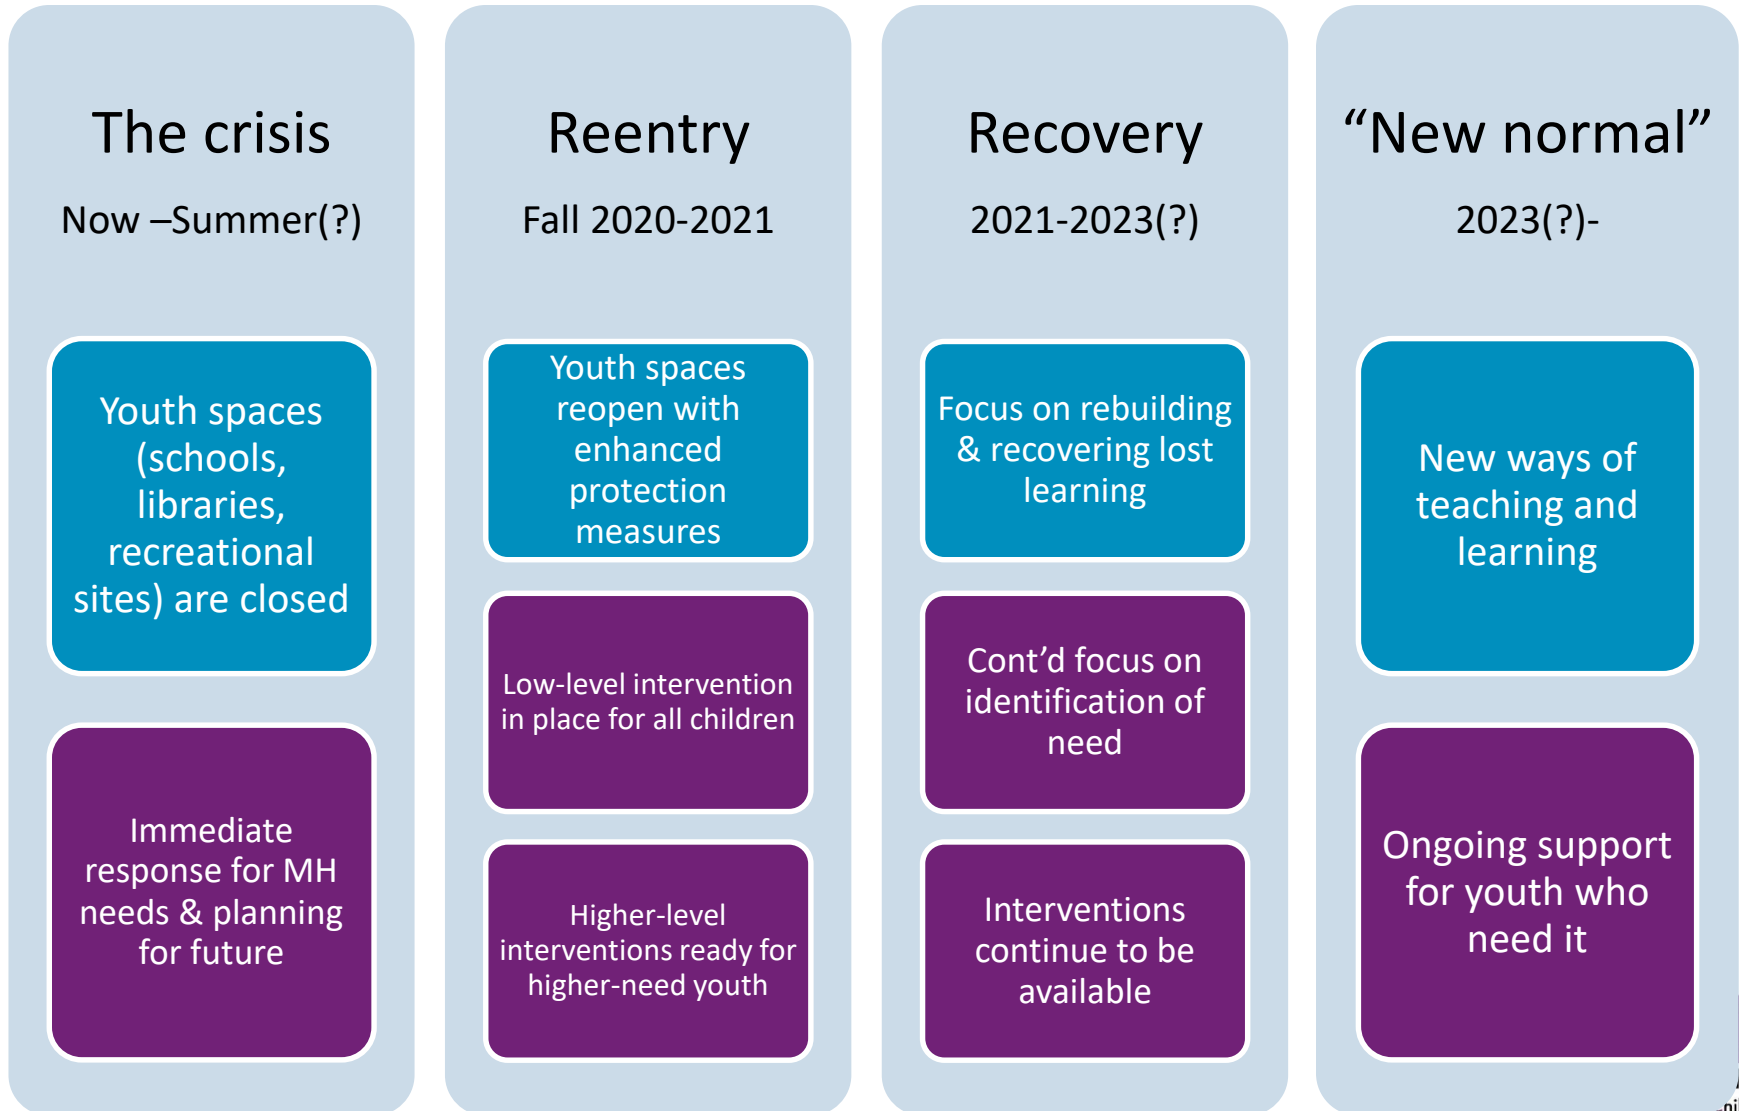 The crisis
Now –Summer(?)
Youth spaces
(schools,
libraries,
recreational
sites) are closed
Immediate
response for MH
needs & planning
for future
Reentry
Fall 2020-2021
Youth spaces
reopen with
enhanced
protection
measures
Low-level intervention
in place for all children
Higher-level
interventions ready for
higher-need youth
Recovery
2021-2023(?)
Focus on rebuilding
& recovering lost
learning
Cont’d focus on
identification of
need
Interventions
continue to be
available
“New normal”
2023(?)-
New ways of
teaching and
learning
Ongoing support
for youth who
need it